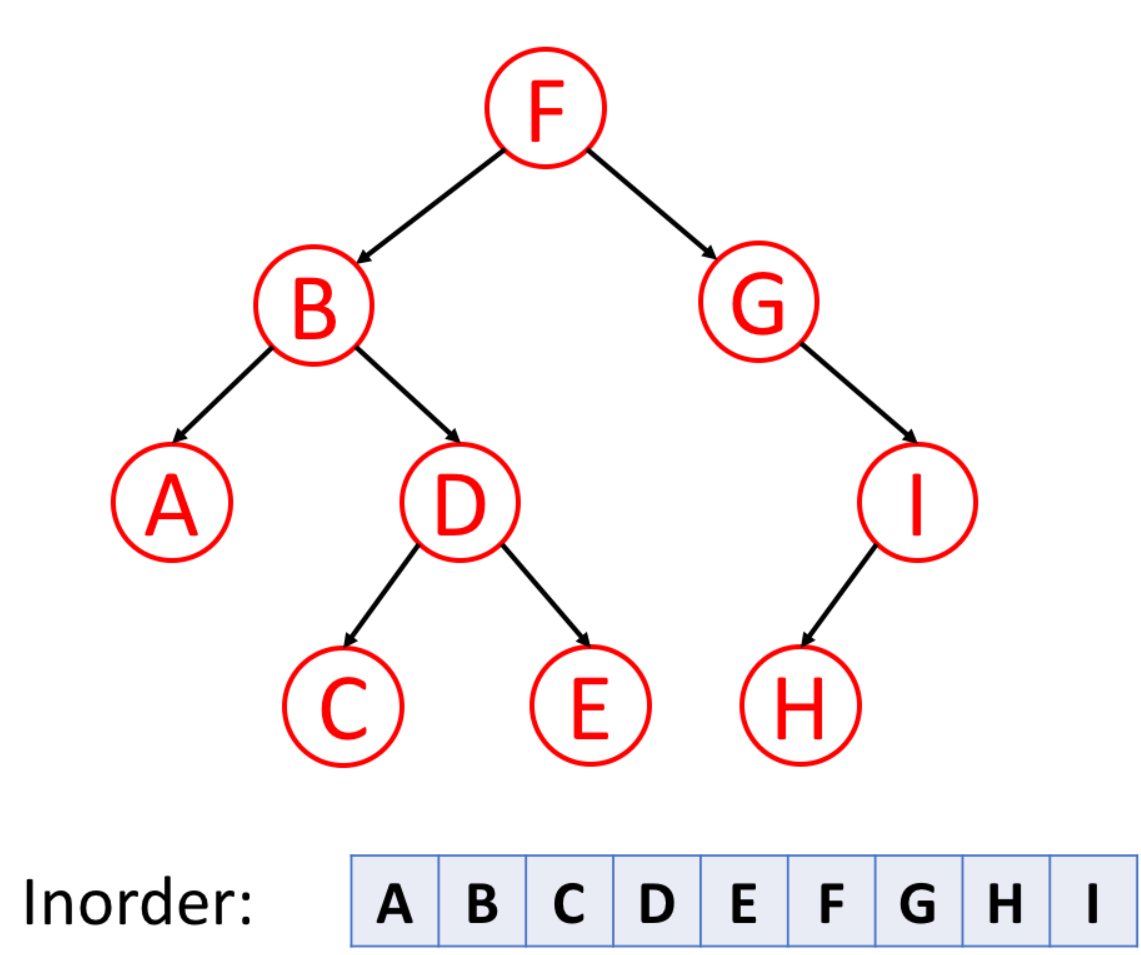 F
B G
A D I
C E H
Inorder: A B C D E F G H I